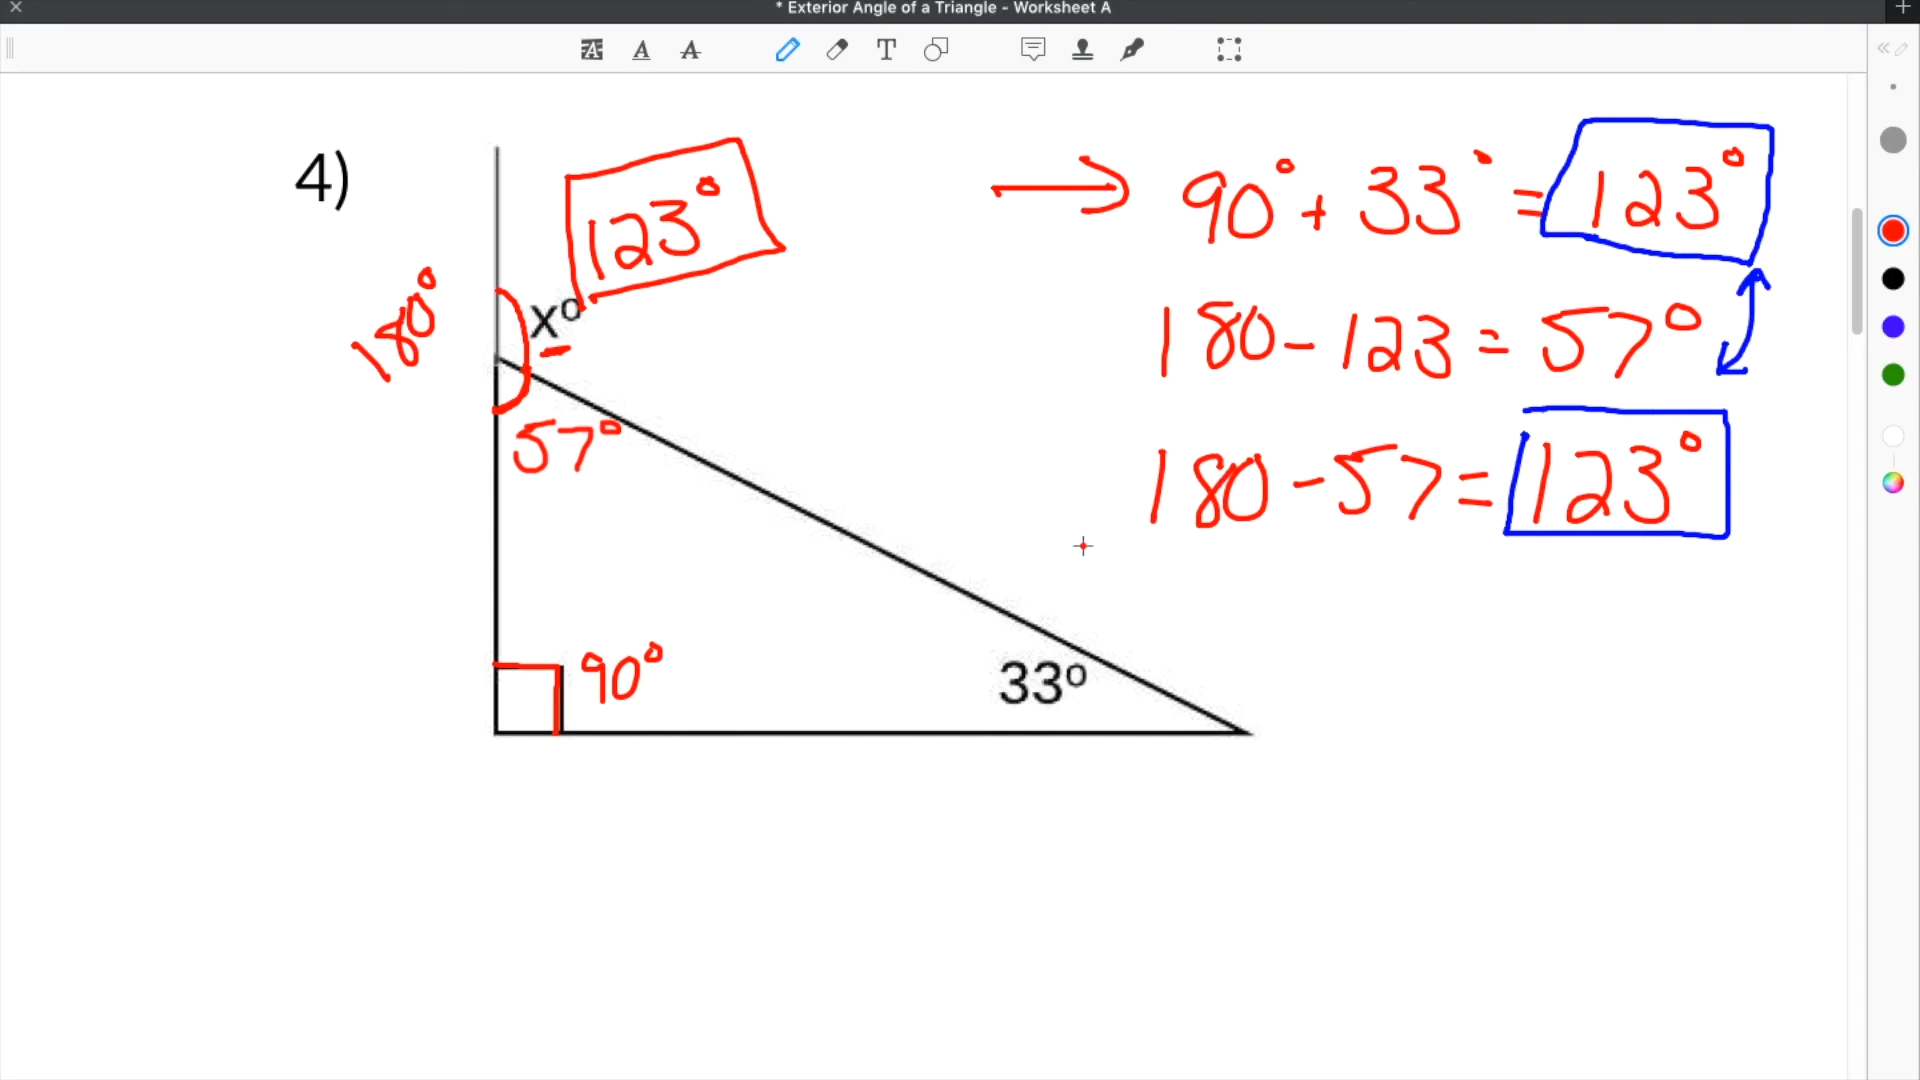 * Exterior Angle of a Triangle - Worksheet A
A A A T
4)
123°
→ 90° + 33° = 123°
180°
x°
180 - 123 = 57°
57°
180 - 57 = 123°
90°
33°